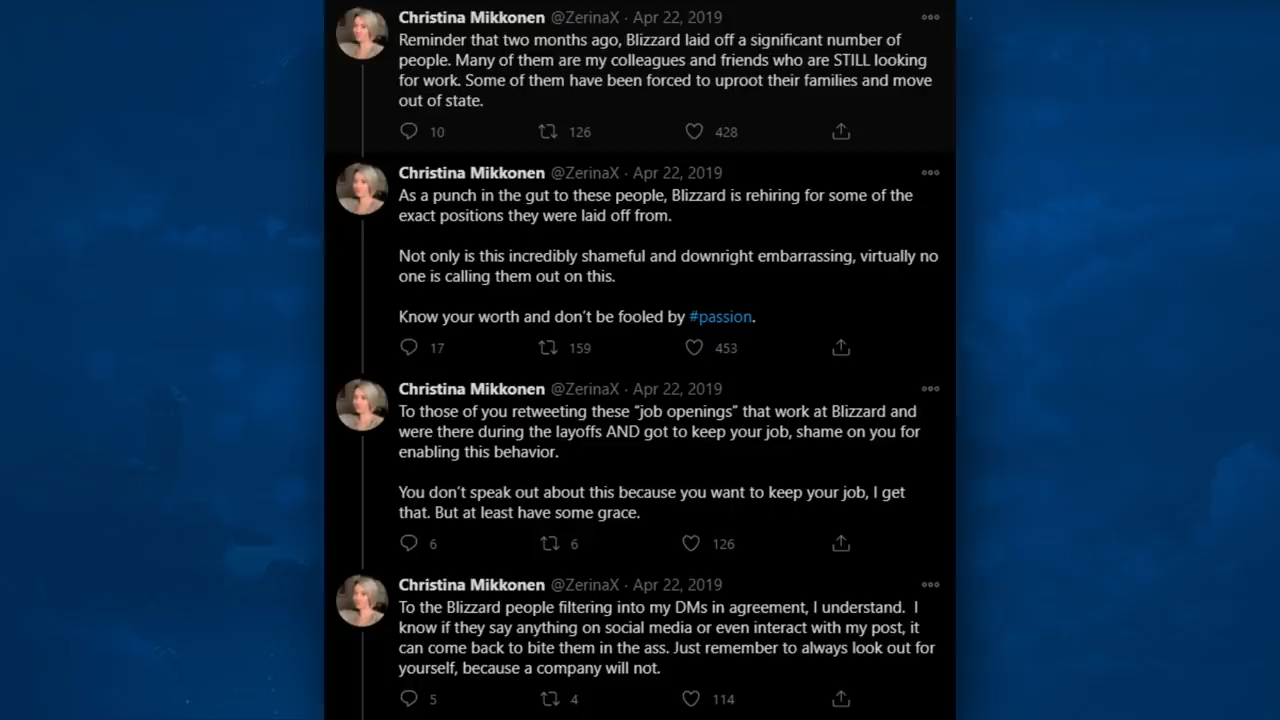 Christina Mikkonen @ZerinaX · Apr 22, 2019
Reminder that two months ago, Blizzard laid off a significant number of
people. Many of them are my colleagues and friends who are STILL looking
for work. Some of them have been forced to uproot their families and move
out of state.
10 126 428
Christina Mikkonen @ZerinaX · Apr 22, 2019
As a punch in the gut to these people, Blizzard is rehiring for some of the
exact positions they were laid off from.
Not only is this incredibly shameful and downright embarrassing, virtually no
one is calling them out on this.
Know your worth and don't be fooled by #passion.
17 159 453
Christina Mikkonen @ZerinaX · Apr 22, 2019
To those of you retweeting these “job openings” that work at Blizzard and
were there during the layoffs AND got to keep your job, shame on you for
enabling this behavior.
You don't speak out about this because you want to keep your job, I get
that. But at least have some grace.
6 6 126
Christina Mikkonen @ZerinaX · Apr 22, 2019
To the Blizzard people filtering into my DMs in agreement, I understand.  I
know if they say anything on social media or even interact with my post, it
can come back to bite them in the ass. Just remember to always look out for
yourself, because a company will not.
5 4 114